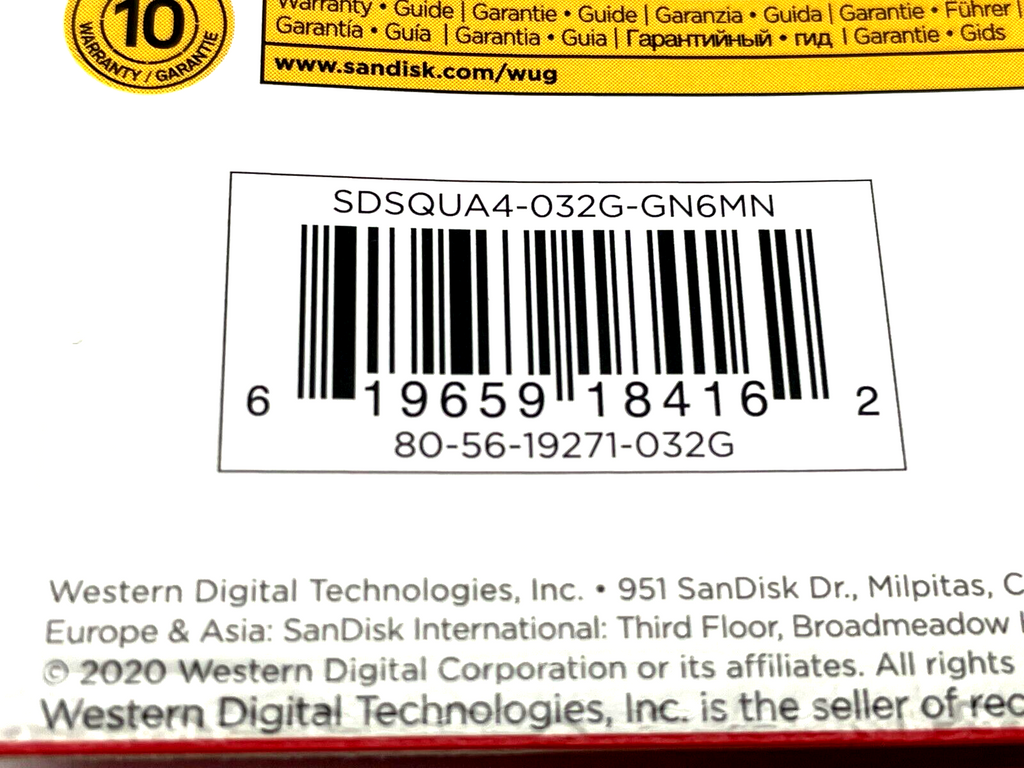 10
WARRANTY / GARANTIE
Warranty • Guide | Garantie • Guide | Garanzia • Guida | Garantie • Führer |
Garantía • Guía | Garantia • Guia | Гарантийный • гид | Garantie • Gids
www.sandisk.com/wug
SDSQUA4-032G-GN6MN
6 19659 18416 2
80-56-19271-032G
Western Digital Technologies, Inc. • 951 SanDisk Dr., Milpitas, C
Europe & Asia: SanDisk International: Third Floor, Broadmeadow
© 2020 Western Digital Corporation or its affiliates. All rights
Western Digital Technologies, Inc. is the seller of rec